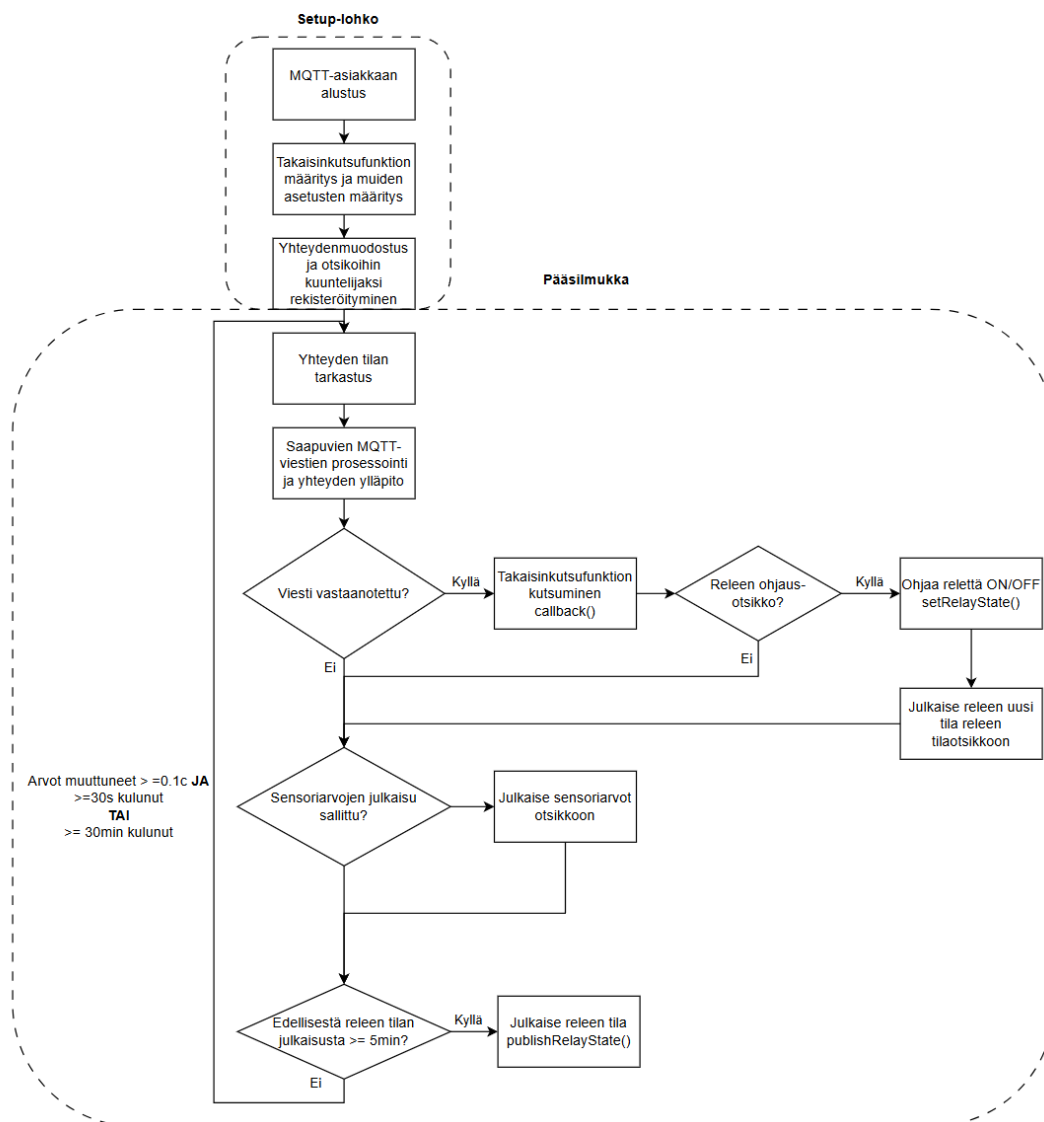 Setup-lohko
MQTT-asiakkaan
alustus
Takaisinkutsufunktion
määritys ja muiden
asetusten määritys
Yhteydenmuodostus
ja otsikoihin
kuuntelijaksi
rekisteröityminen
Pääsilmukka
Yhteyden tilan
tarkastus
Saapuvien MQTT-
viestien prosessointi
ja yhteyden ylläpito
Viesti vastaanotettu?
Kyllä
Takaisinkutsufunktion
kutsuminen
callback()
Releen ohjaus-
otsikko?
Kyllä
Ohjaa relettä ON/OFF
setRelayState()
Ei
Ei
Julkaise releen uusi
tila releen
tilaotsikkoon
Arvot muuttuneet > =0.1c JA
>=30s kulunut
TAI
>= 30min kulunut
Sensoriarvojen julkaisu
sallittu?
Julkaise sensoriarvot
otsikkoon
Edellisestä releen tilan
julkaisusta >= 5min?
Kyllä
Julkaise releen tila
publishRelayState()
Ei